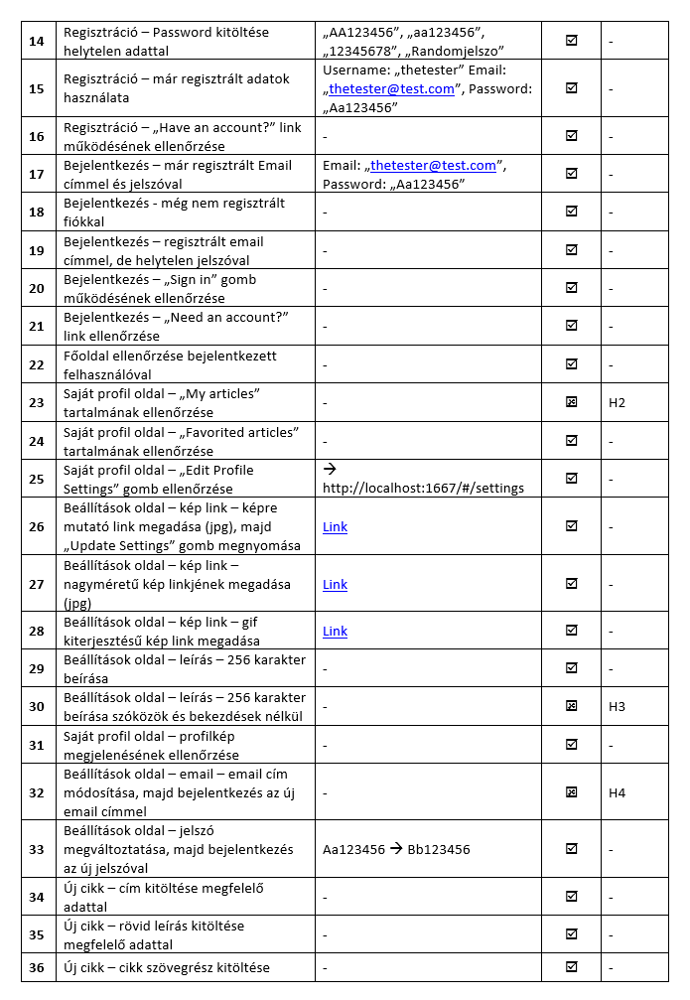 14
Regisztráció – Password kitöltése
helytelen adattal
„AA123456”, „aa123456”,
„12345678”, „Randomjelszo”
☑
-
15
Regisztráció – már regisztrált adatok
használata
Username: „thetester” Email:
„thetester@test.com”, Password:
„Aa123456”
☑
-
16
Regisztráció – „Have an account?” link
működésének ellenőrzése
-
☑
-
17
Bejelentkezés – már regisztrált Email
címmel és jelszóval
Email: „thetester@test.com”,
Password: „Aa123456”
☑
-
18
Bejelentkezés - még nem regisztrált
fiókkal
-
☑
-
19
Bejelentkezés – regisztrált email
címmel, de helytelen jelszóval
-
☑
-
20
Bejelentkezés – „Sign in” gomb
működésének ellenőrzése
-
☑
-
21
Bejelentkezés – „Need an account?”
link ellenőrzése
-
☑
-
22
Főoldal ellenőrzése bejelentkezett
felhasználóval
-
☑
-
23
Saját profil oldal – „My articles”
tartalmának ellenőrzése
-
☒
H2
24
Saját profil oldal – „Favorited articles”
tartalmának ellenőrzése
-
☑
-
25
Saját profil oldal – „Edit Profile
Settings” gomb ellenőrzése
→
http://localhost:1667/#/settings
☑
-
26
Beállítások oldal – kép link – képre
mutató link megadása (jpg), majd
„Update Settings” gomb megnyomása
Link
☑
-
27
Beállítások oldal – kép link –
nagyméretű kép linkjének megadása
(jpg)
Link
☑
-
28
Beállítások oldal – kép link – gif
kiterjesztésű kép link megadása
Link
☑
-
29
Beállítások oldal – leírás – 256 karakter
beírása
-
☑
-
30
Beállítások oldal – leírás – 256 karakter
beírása szóközök és bekezdések nélkül
-
☒
H3
31
Saját profil oldal – profilkép
megjelenésének ellenőrzése
-
☑
-
32
Beállítások oldal – email – email cím
módosítása, majd bejelentkezés az új
email címmel
-
☒
H4
33
Beállítások oldal – jelszó
megváltoztatása, majd bejelentkezés
az új jelszóval
Aa123456 → Bb123456
☑
-
34
Új cikk – cím kitöltése megfelelő
adattal
-
☑
-
35
Új cikk – rövid leírás kitöltése
megfelelő adattal
-
☑
-
36
Új cikk – cikk szövegrész kitöltése
-
☑
-